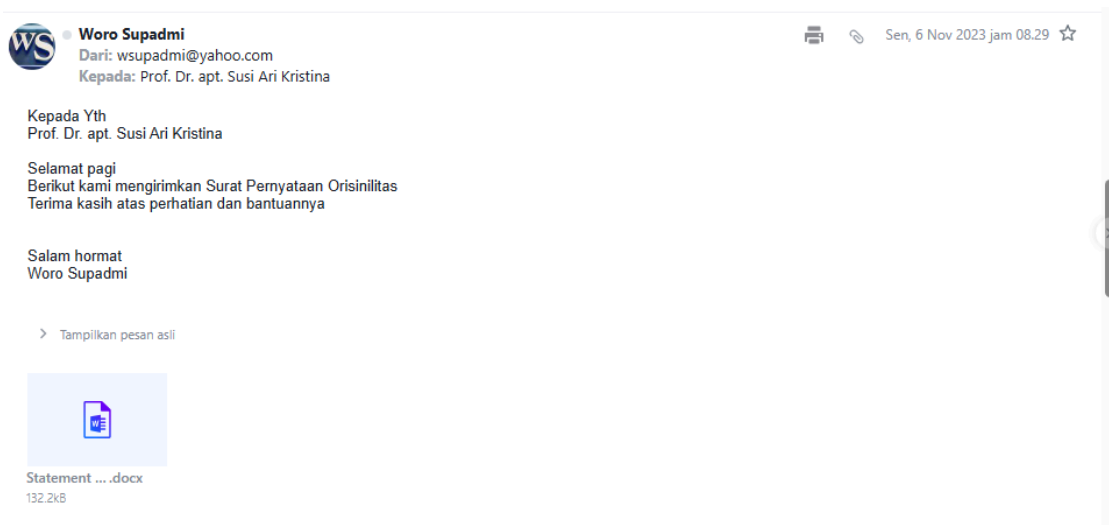 WS
Woro Supadmi
Dari: wsupadmi@yahoo.com
Kepada: Prof. Dr. apt. Susi Ari Kristina
Sen, 6 Nov 2023 jam 08.29
Kepada Yth
Prof. Dr. apt. Susi Ari Kristina
Selamat pagi
Berikut kami mengirimkan Surat Pernyataan Orisinilitas
Terima kasih atas perhatian dan bantuannya
Salam hormat
Woro Supadmi
Tampilkan pesan asli
W
Statement ... .docx
132.2kB